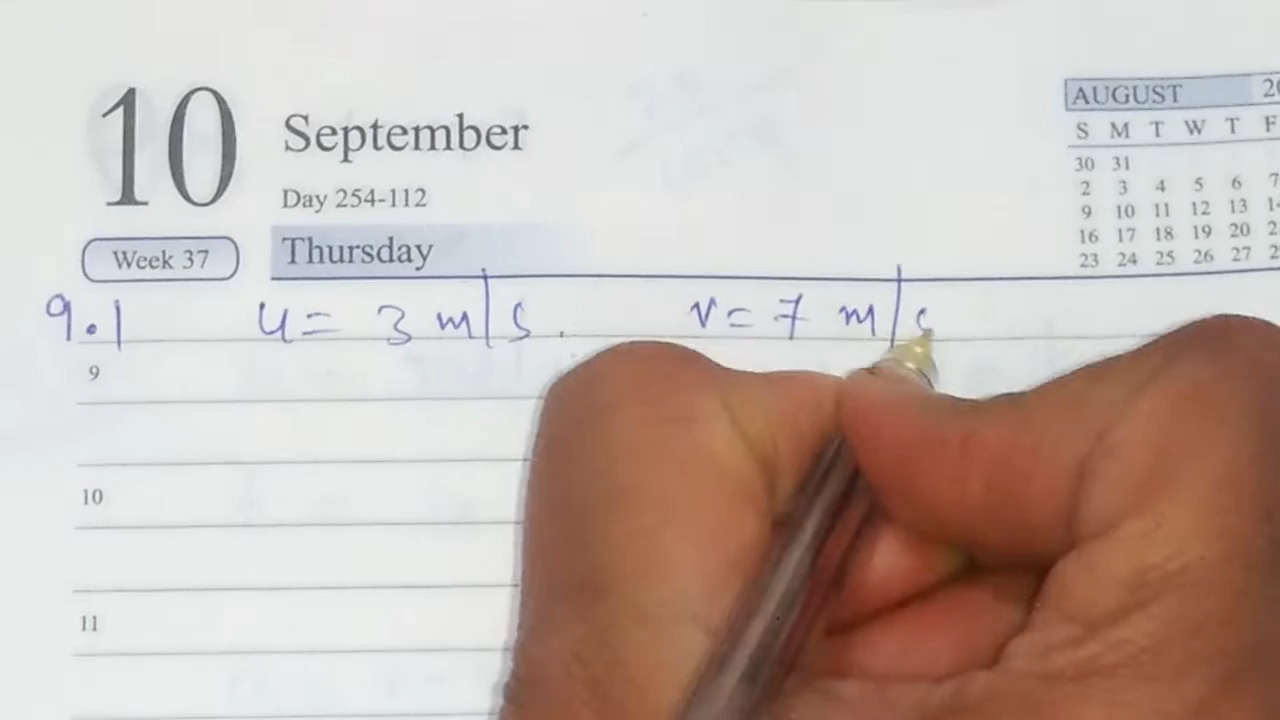 10
September
Day 254-112
Week 37
Thursday
AUGUST 20
S M T W T F
30 31
2 3 4 5 6 7
9 10 11 12 13 14
16 17 18 19 20
23 24 25 26 27
9.1 u = 3 m/s. v = 7 m/s
9
10
11